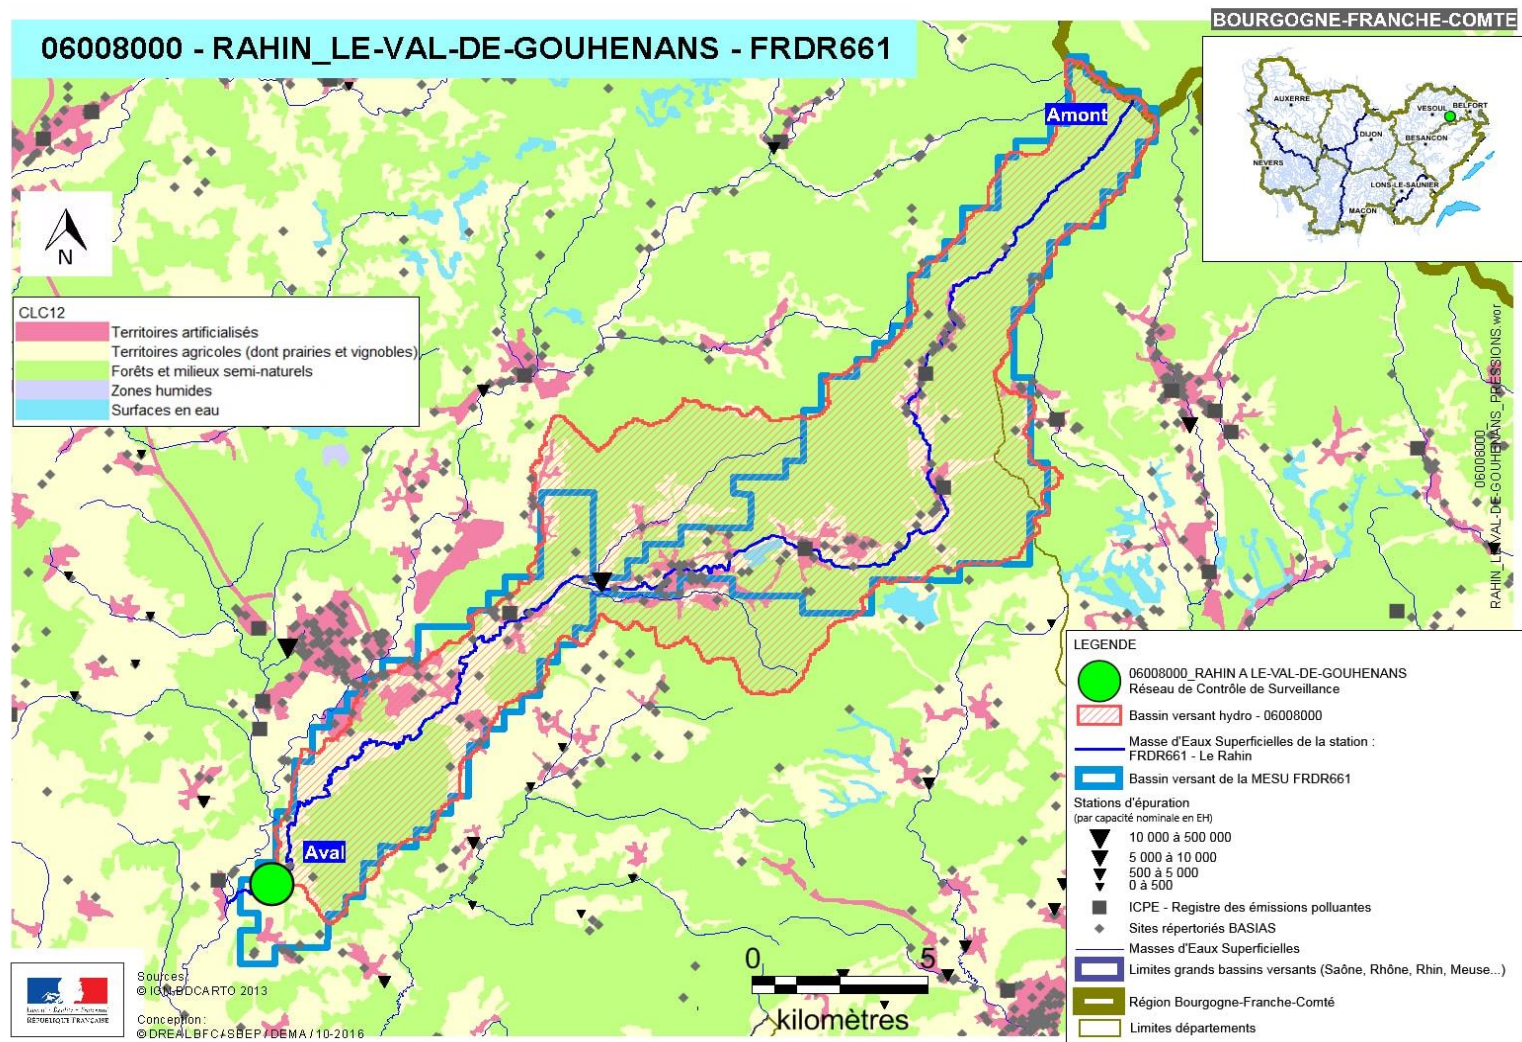 BOURGOGNE-FRANCHE-COMTE
06008000 - RAHIN_LE-VAL-DE-GOUHENANS - FRDR661
Amont
AUXERRE
VESOUL
BELFORT
DIJON
BESANCON
NEVERS
LONS-LE-SAUNIER
MACON
N
CLC12
Territoires artificialisés
Territoires agricoles (dont prairies et vignobles)
Forêts et milieux semi-naturels
Zones humides
Surfaces en eau
06008000_
RAHIN_LE-VAL-DE-GOUHENANS_PRESSIONS.wor
Aval
LEGENDE
06008000_RAHIN A LE-VAL-DE-GOUHENANS
Réseau de Contrôle de Surveillance
Bassin versant hydro - 06008000
Masse d'Eaux Superficielles de la station :
FRDR661 - Le Rahin
Bassin versant de la MESU FRDR661
Stations d'épuration
(par capacité nominale en EH)
10 000 à 500 000
5 000 à 10 000
500 à 5 000
0 à 500
ICPE - Registre des émissions polluantes
Sites répertoriés BASIAS
Masses d'Eaux Superficielles
Limites grands bassins versants (Saône, Rhône, Rhin, Meuse...)
Région Bourgogne-Franche-Comté
Limites départements
0 5
kilomètres
Liberté • Égalité • Fraternité
RÉPUBLIQUE FRANÇAISE
Sources:
© IGN-BDCARTO 2013
Conception:
© DREAL BFC/SBEP/DEMA/10-2016